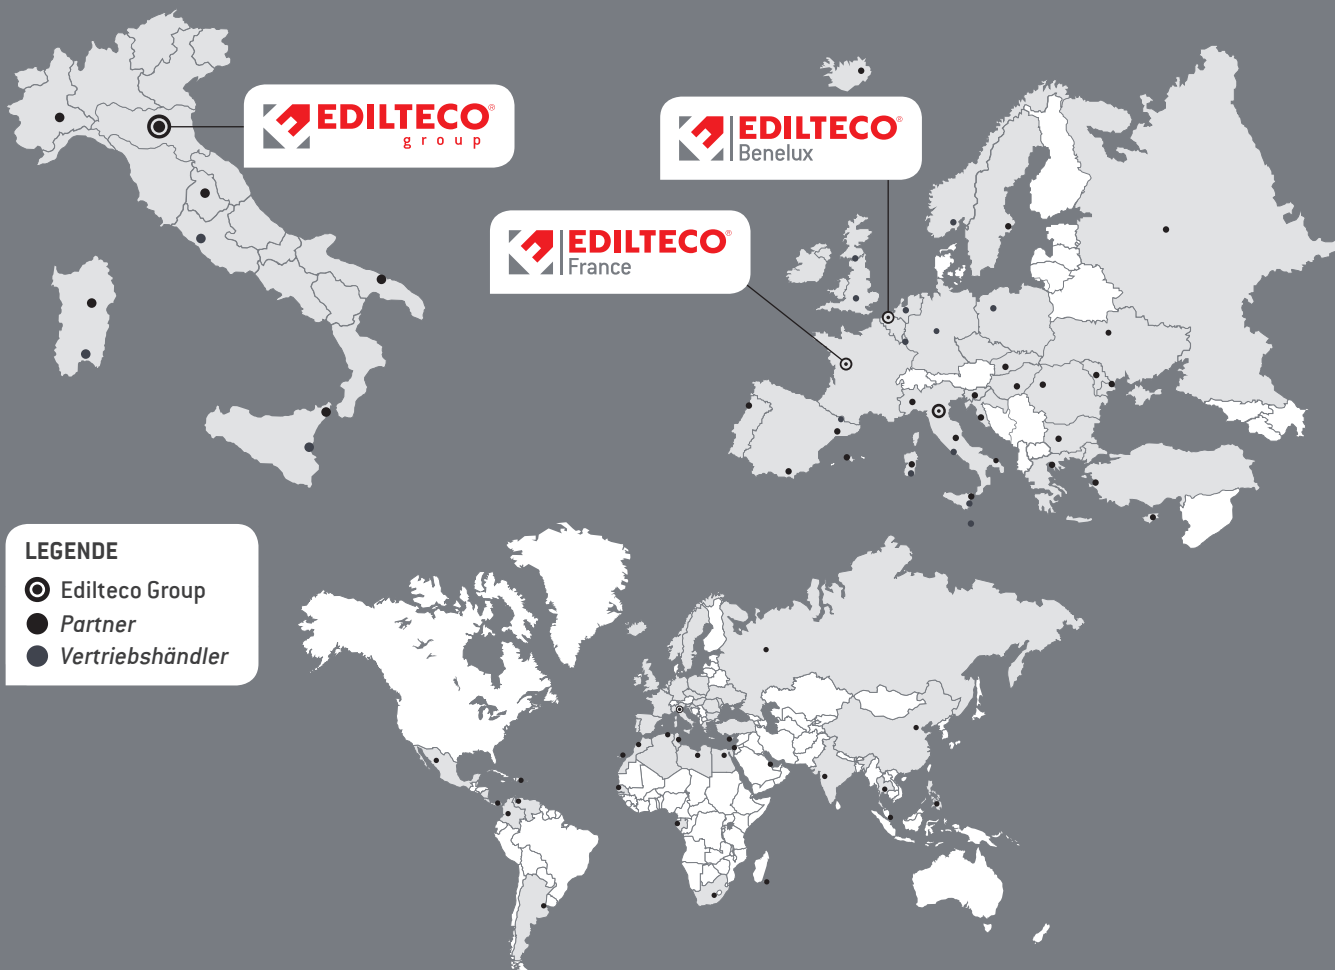 EDILTECO®
group
EDILTECO®
Benelux
EDILTECO®
France
LEGENDE
Edilteco Group
Partner
Vertriebshändler